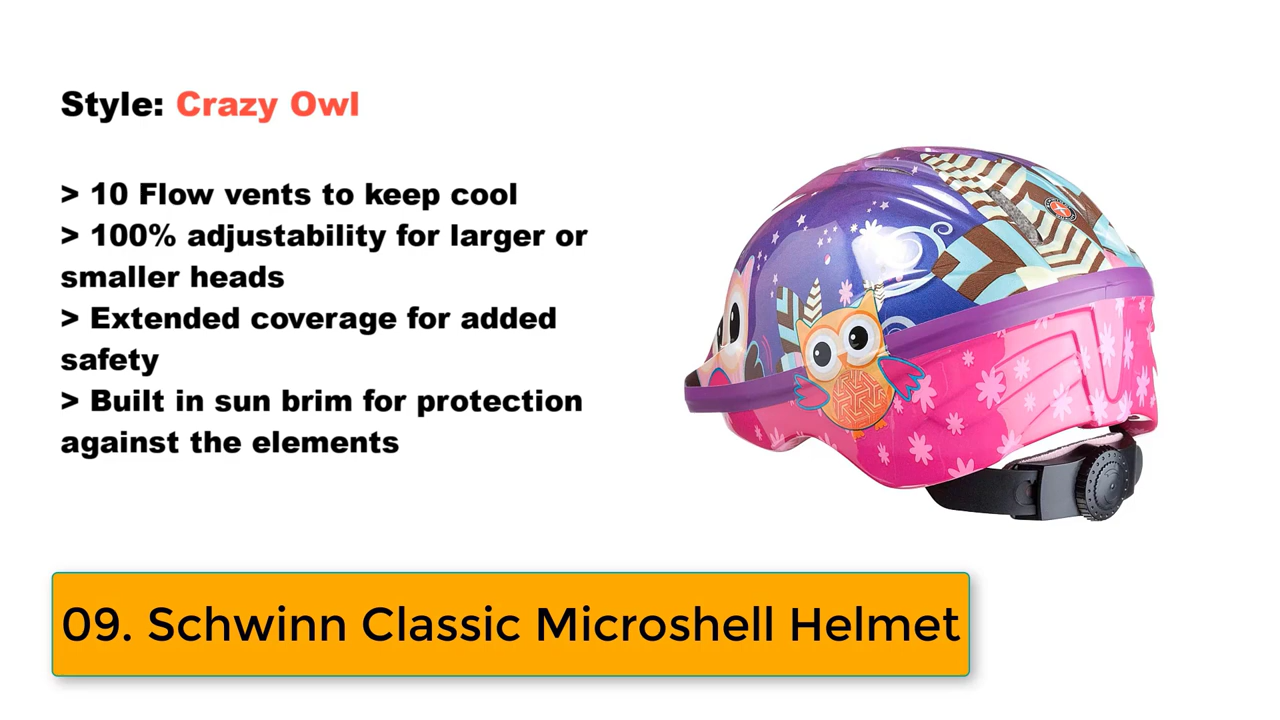 Style: Crazy Owl
> 10 Flow vents to keep cool
> 100% adjustability for larger or
smaller heads
> Extended coverage for added
safety
> Built in sun brim for protection
against the elements
09. Schwinn Classic Microshell Helmet